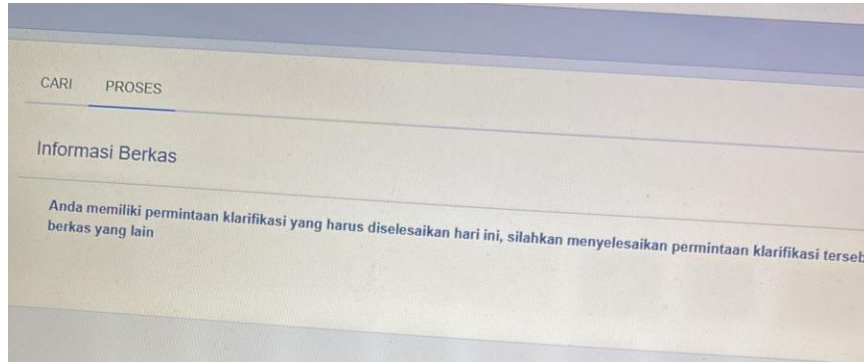 CARI PROSES
Informasi Berkas
Anda memiliki permintaan klarifikasi yang harus diselesaikan hari ini, silahkan menyelesaikan permintaan klarifikasi
berkas yang lain